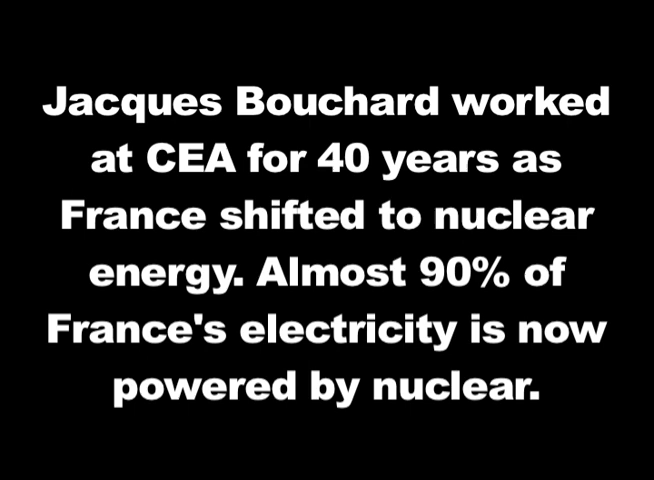 Jacques Bouchard worked
at CEA for 40 years as
France shifted to nuclear
energy. Almost 90% of
France's electricity is now
powered by nuclear.